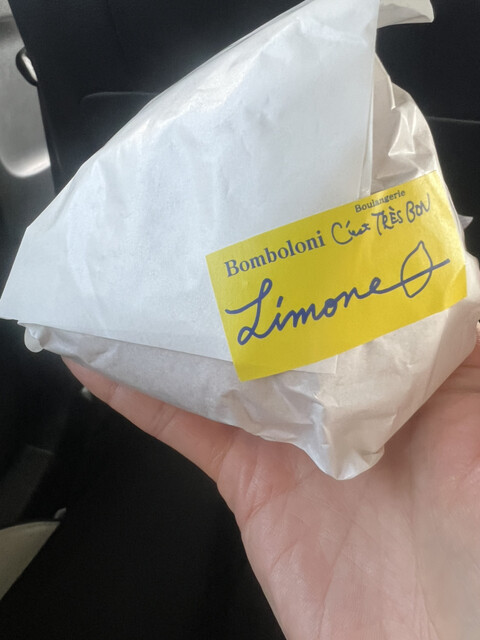 Boulangerie
Bomboloni C'est TRÈS BON
Limone